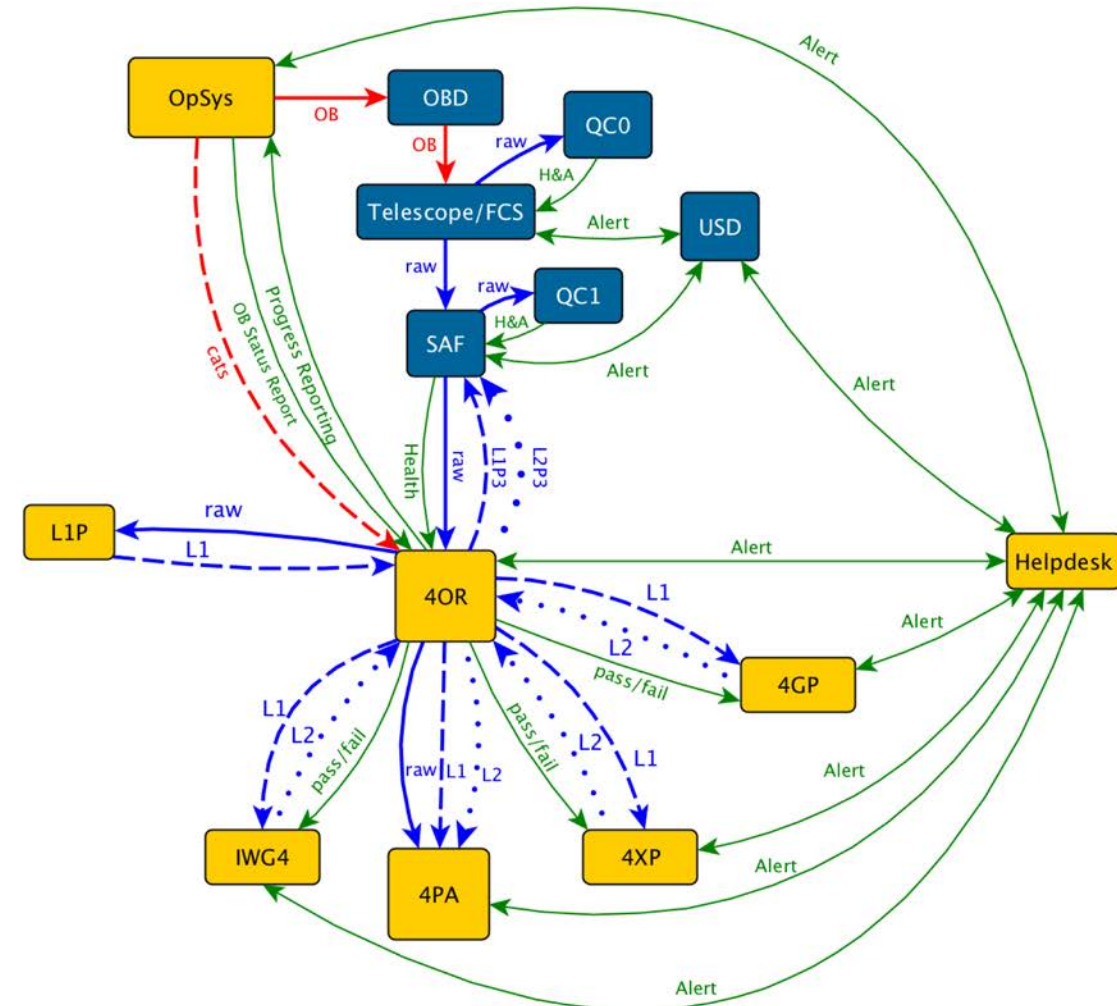 Alert
OpSys
OB
OBD
OB
raw
QC0
H&A
Telescope/FCS
Alert
USD
raw
raw
QC1
H&A
SAF
Alert
Alert
cats
OB Status Report
Progress Reporting
Health
raw
L1P3
L2P3
L1P
raw
L1
4OR
Alert
Helpdesk
L1
L2
pass/fail
4GP
Alert
L1
L2
pass/fail
raw
L1
L2
pass/fail
L2
L1
Alert
IWG4
4PA
4XP
Alert
Alert